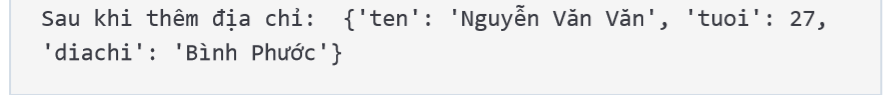 Sau khi thêm địa chỉ:  {'ten': 'Nguyễn Văn Văn', 'tuoi': 27,
'diachi': 'Bình Phước'}